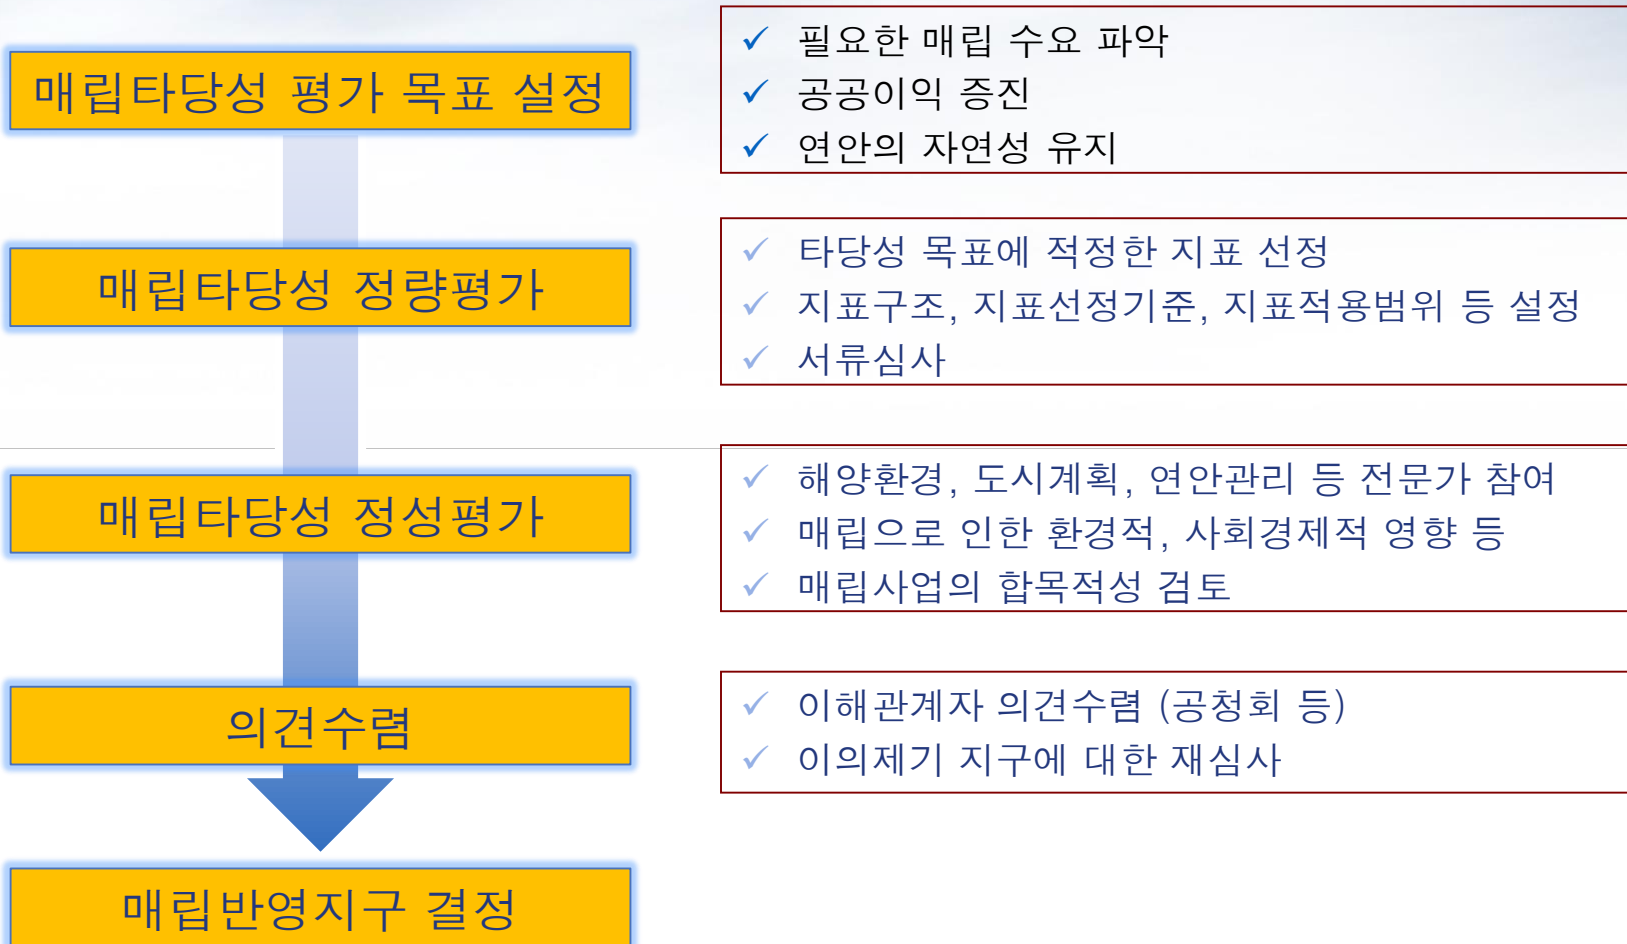 매립타당성 평가 목표 설정
✓ 필요한 매립 수요 파악
✓ 공공이익 증진
✓ 연안의 자연성 유지
매립타당성 정량평가
✓ 타당성 목표에 적정한 지표 선정
✓ 지표구조, 지표선정기준, 지표적용범위 등 설정
✓ 서류심사
매립타당성 정성평가
✓ 해양환경, 도시계획, 연안관리 등 전문가 참여
✓ 매립으로 인한 환경적, 사회경제적 영향 등
✓ 매립사업의 합목적성 검토
의견수렴
✓ 이해관계자 의견수렴 (공청회 등)
✓ 이의제기 지구에 대한 재심사
매립반영지구 결정